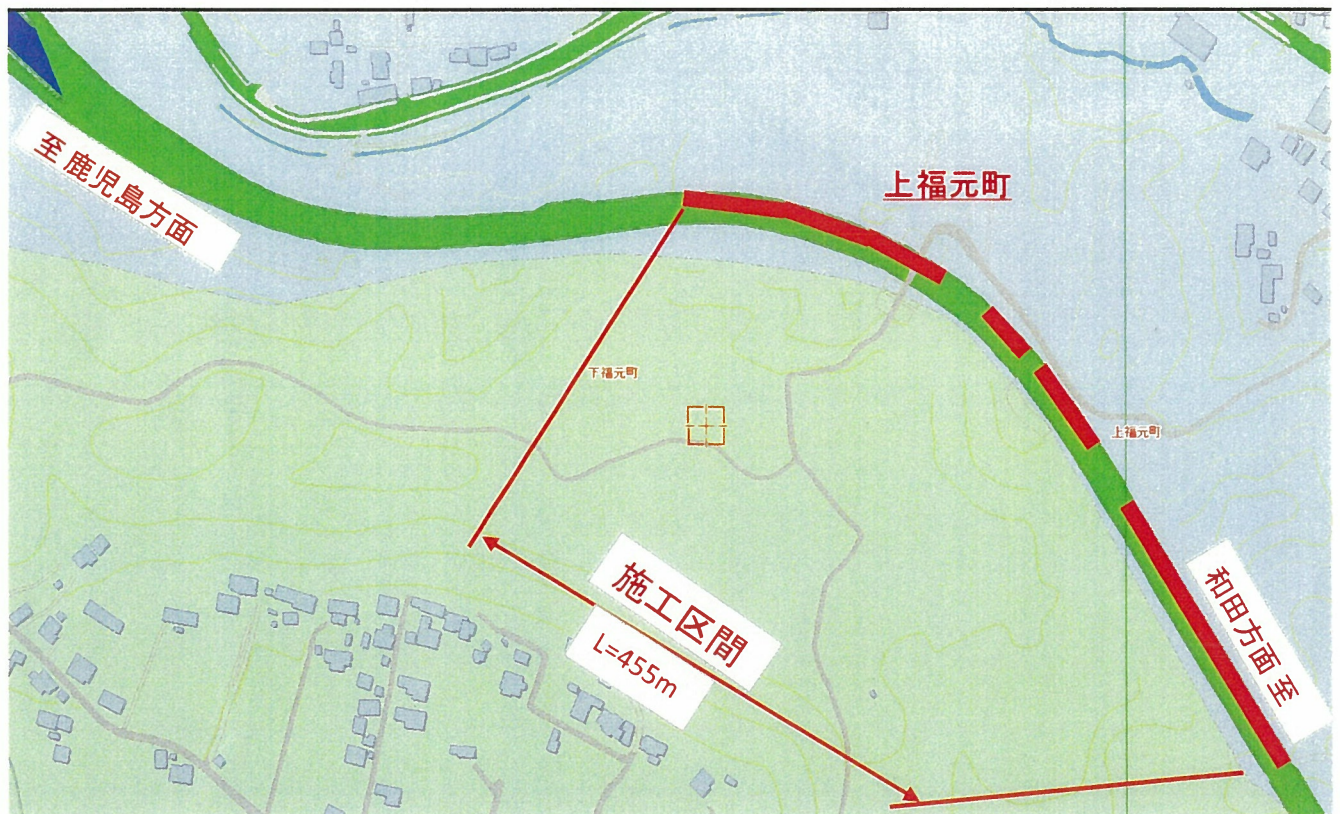 至 鹿児島方面
上福元町
下福元町
上福元町
施工区間
L=455m
和田方面 至